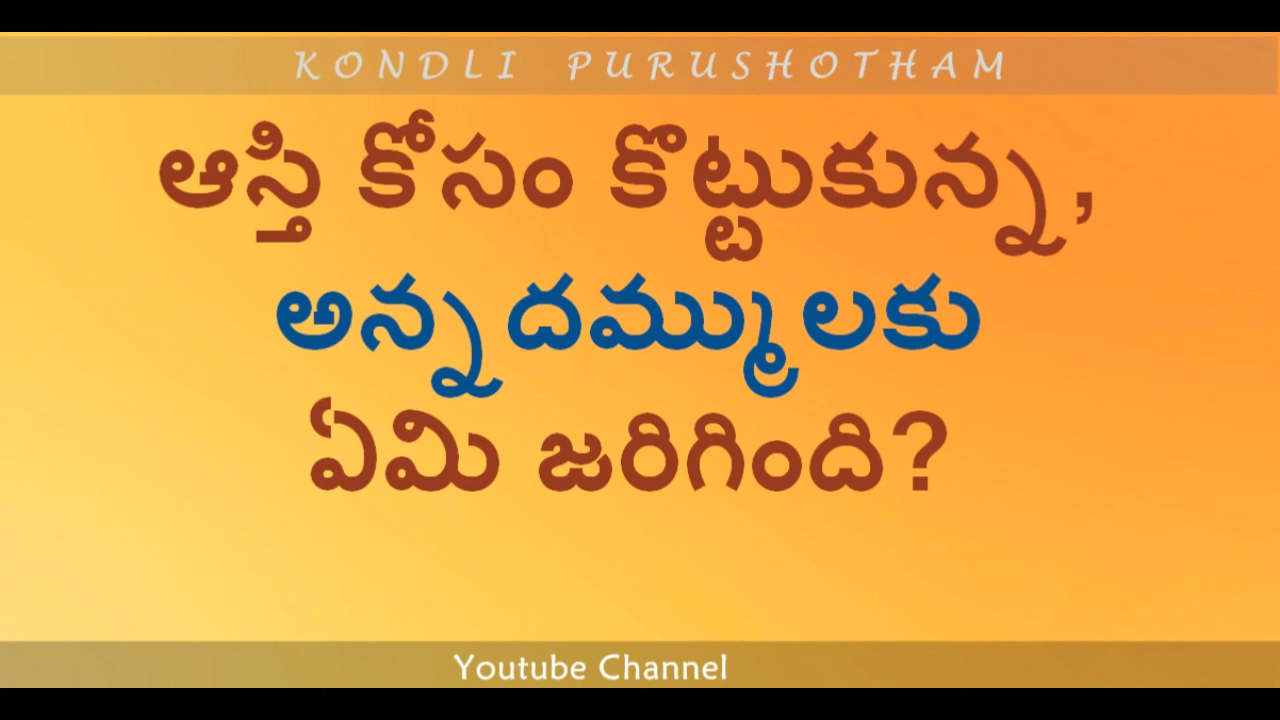 KONDLI PURUSHOTHAM
ఆస్తి కోసం కొట్టుకున్న,
అన్నదమ్ములకు
ఏమి జరిగింది?
Youtube Channel